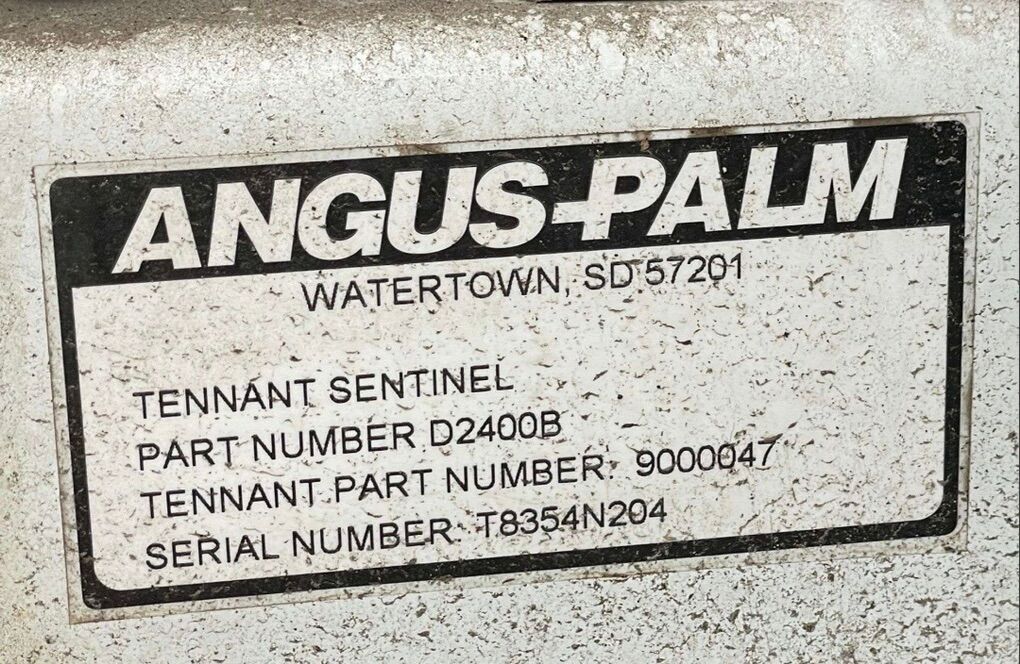 ANGUS-PALM
WATERTOWN, SD 57201
TENNANT SENTINEL
PART NUMBER D2400B
TENNANT PART NUMBER: 9000047
SERIAL NUMBER: T8354N204